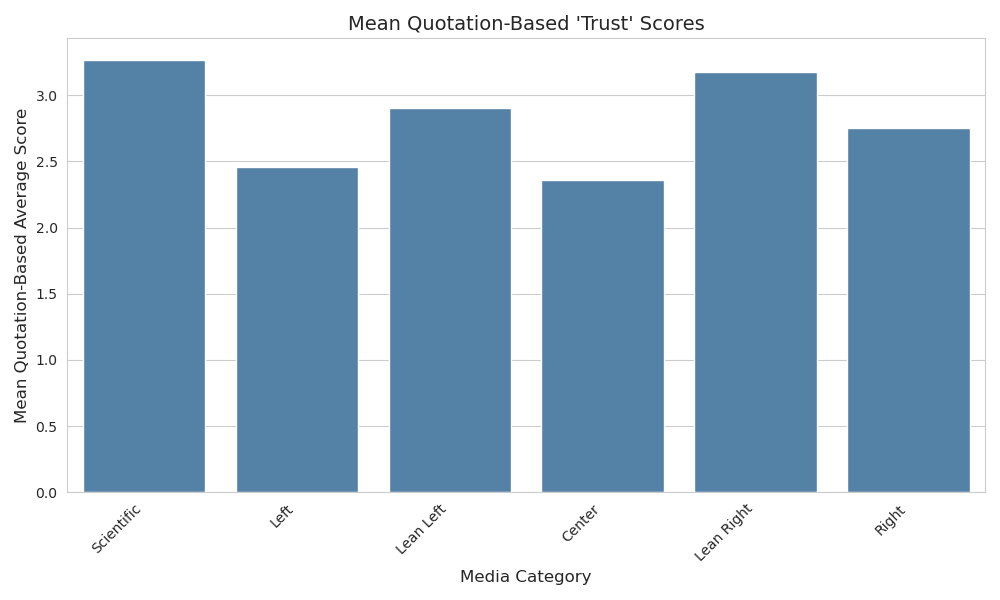 Mean Quotation-Based 'Trust' Scores
Mean Quotation-Based Average Score
3.0
2.5
2.0
1.5
1.0
0.5
0.0
Scientific
Left
Lean Left
Center
Lean Right
Right
Media Category